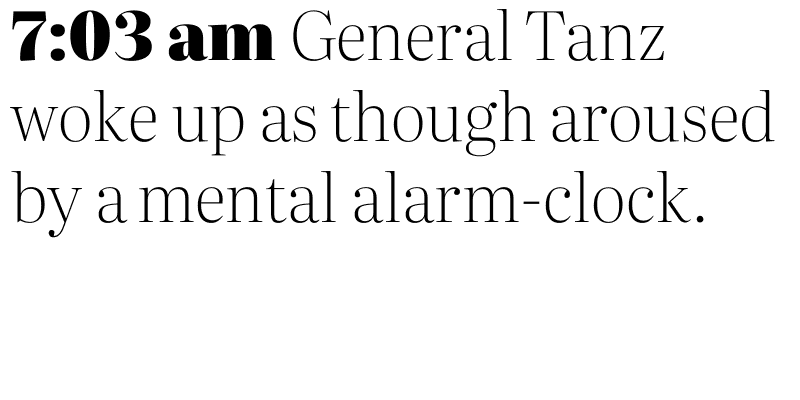 7:03 am General Tanz
woke up as though aroused
by a mental alarm-clock.